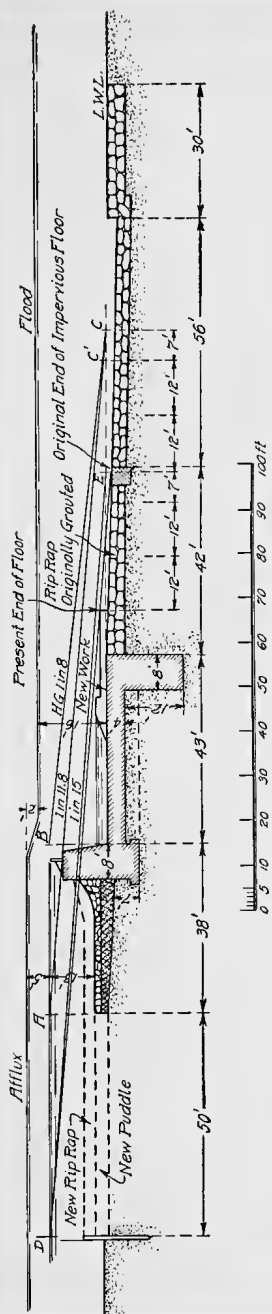 Afflux
Flood
Present End of Floor
Original End of Impervious Floor
Rip Rap
Originally Grouted
New Work
H.G. 1 in 8
1 in 11.8
1 in 15
L.W.L.
D
A
B
E
C'
C
New Rip Rap
New Puddle
2'
5'
8'
8'
12'
12'
12'
7'
12'
12'
7'
50'
38'
43'
42'
56'
30'
0 5 10 20 30 40 50 60 70 80 90 100 ft